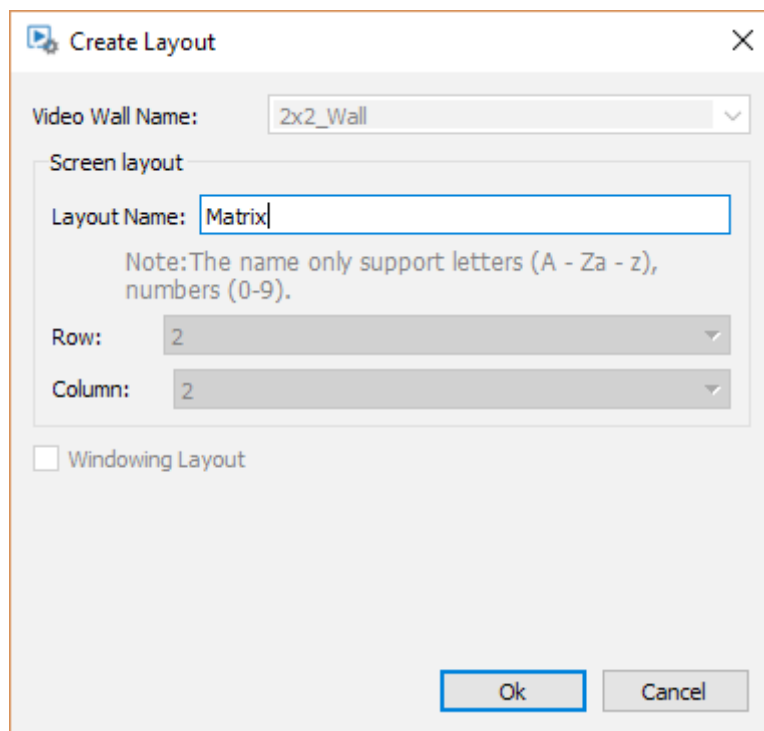 Create Layout
Video Wall Name: 2x2_Wall
Screen layout
Layout Name: Matrix
Note:The name only support letters (A - Za - z),
numbers (0-9).
Row: 2
Column: 2
Windowing Layout
Ok Cancel